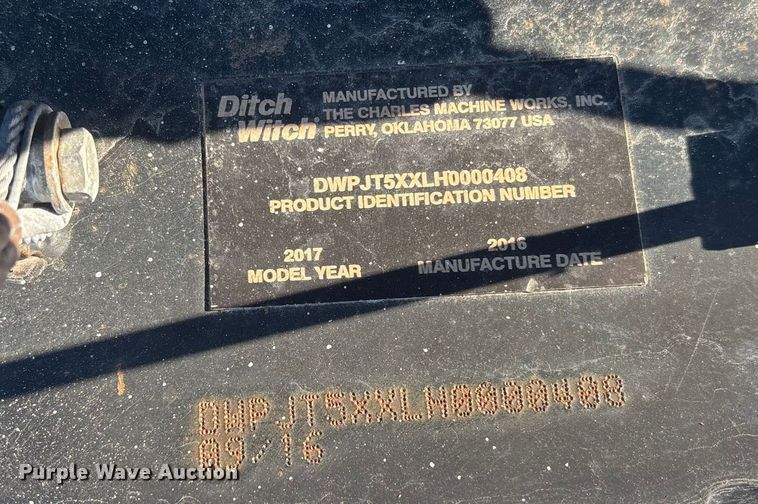 Ditch
Witch®
MANUFACTURED BY
THE CHARLES MACHINE WORKS, INC.
PERRY, OKLAHOMA 73077 USA
DWPJT5XXLH0000408
PRODUCT IDENTIFICATION NUMBER
2017
MODEL YEAR
2016
MANUFACTURE DATE
DWPJT5XXLH0000408
09/16
Purple Wave Auction